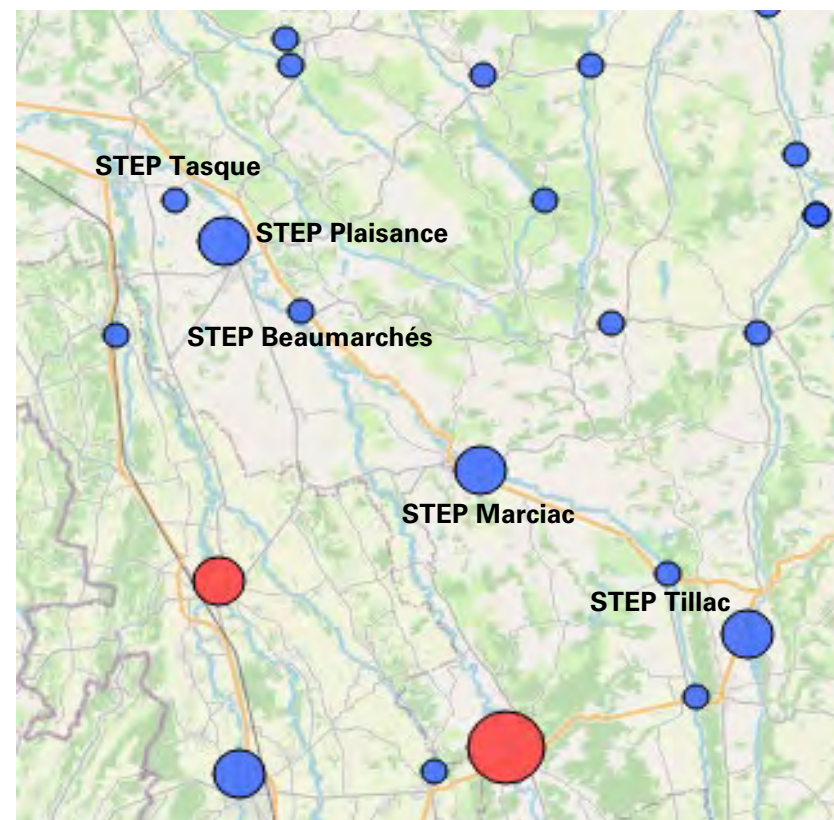 STEP Tasque
STEP Plaisance
STEP Beaumarchés
STEP Marciac
STEP Tillac